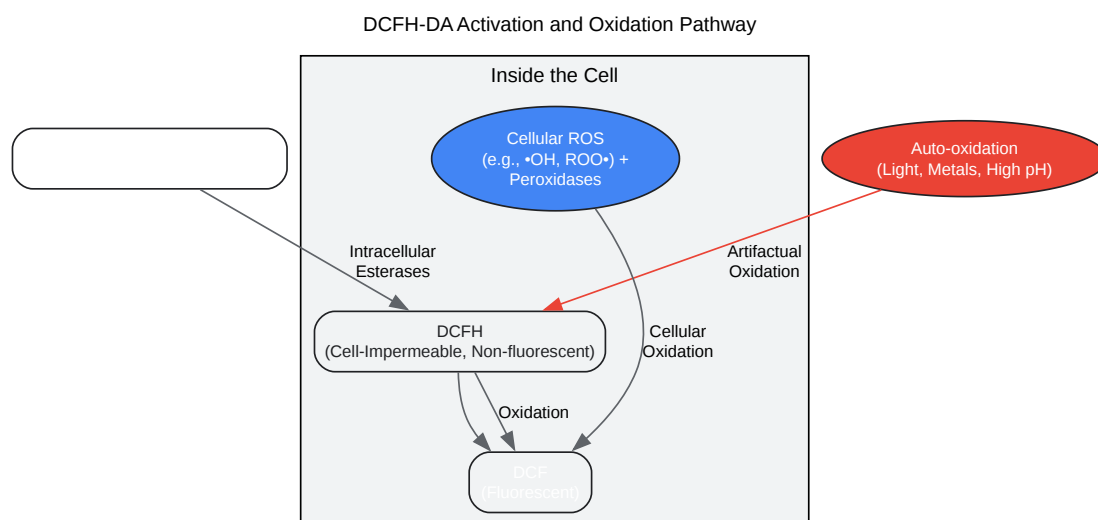 DCFH-DA Activation and Oxidation Pathway
Inside the Cell
Cellular ROS
(e.g., •OH, ROO•) +
Peroxidases
Auto-oxidation
(Light, Metals, High pH)
Intracellular
Esterases
Artifactual
Oxidation
DCFH
(Cell-Impermeable, Non-fluorescent)
Cellular
Oxidation
Oxidation
DCF
(Fluorescent)